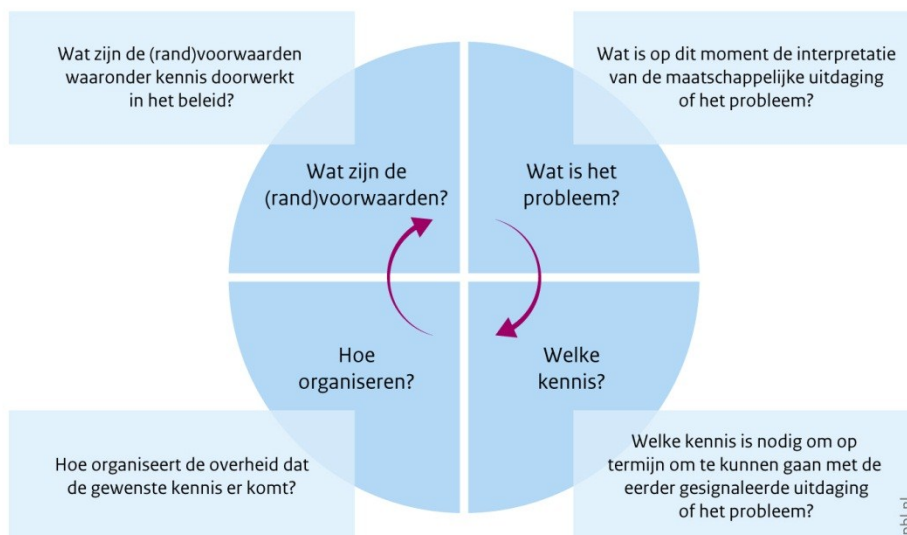 Wat zijn de (rand)voorwaarden
waaronder kennis doorwerkt
in het beleid?
Wat is op dit moment de interpretatie
van de maatschappelijke uitdaging
of het probleem?
Wat zijn de
(rand)voorwaarden?
Wat is het
probleem?
Hoe
organiseren?
Welke
kennis?
Hoe organiseert de overheid dat
de gewenste kennis er komt?
Welke kennis is nodig om op
termijn om te kunnen gaan met de
eerder gesignaleerde uitdaging
of het probleem?
pbl.nl